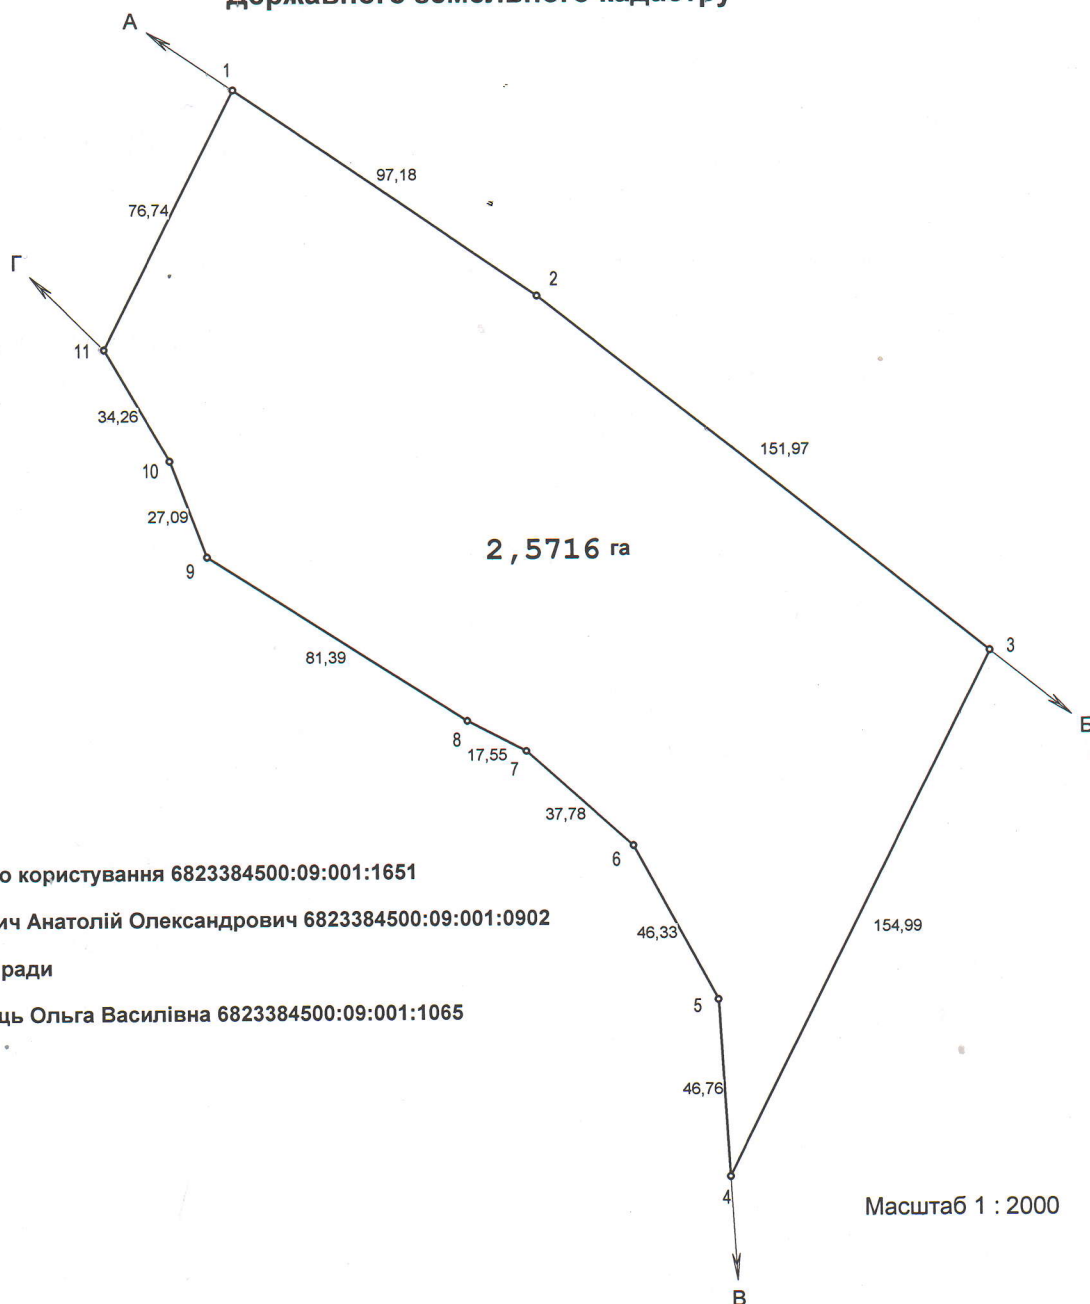 Державного земельного кадастру
А
1
97,18
76,74
Г
2
11
34,26
151,97
10
27,09
2,5716 га
9
3
81,39
Б
8
17,55
7
37,78
6
о користування 6823384500:09:001:1651
ич Анатолій Олександрович 6823384500:09:001:0902
46,33
154,99
ради
5
ць Ольга Василівна 6823384500:09:001:1065
46,76
4
Масштаб 1 : 2000
В